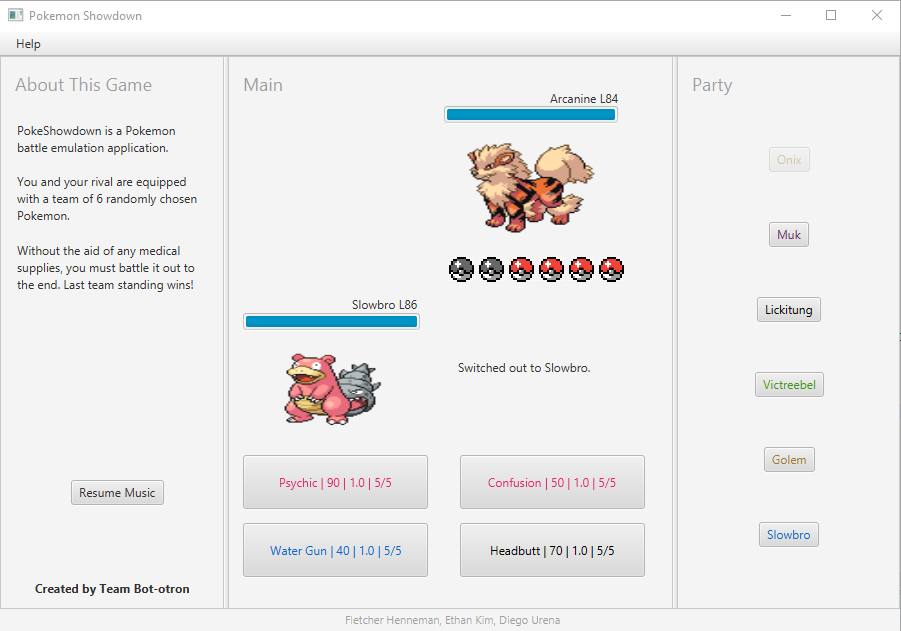 Pokemon Showdown
Help
About This Game
PokeShowdown is a Pokemon
battle emulation application.
You and your rival are equipped
with a team of 6 randomly chosen
Pokemon.
Without the aid of any medical
supplies, you must battle it out to
the end. Last team standing wins!
Resume Music
Created by Team Bot-otron
Main
Arcanine L84
Slowbro L86
Switched out to Slowbro.
Psychic | 90 | 1.0 | 5/5
Confusion | 50 | 1.0 | 5/5
Water Gun | 40 | 1.0 | 5/5
Headbutt | 70 | 1.0 | 5/5
Party
Onix
Muk
Lickitung
Victreebel
Golem
Slowbro
Fletcher Henneman, Ethan Kim, Diego Urena